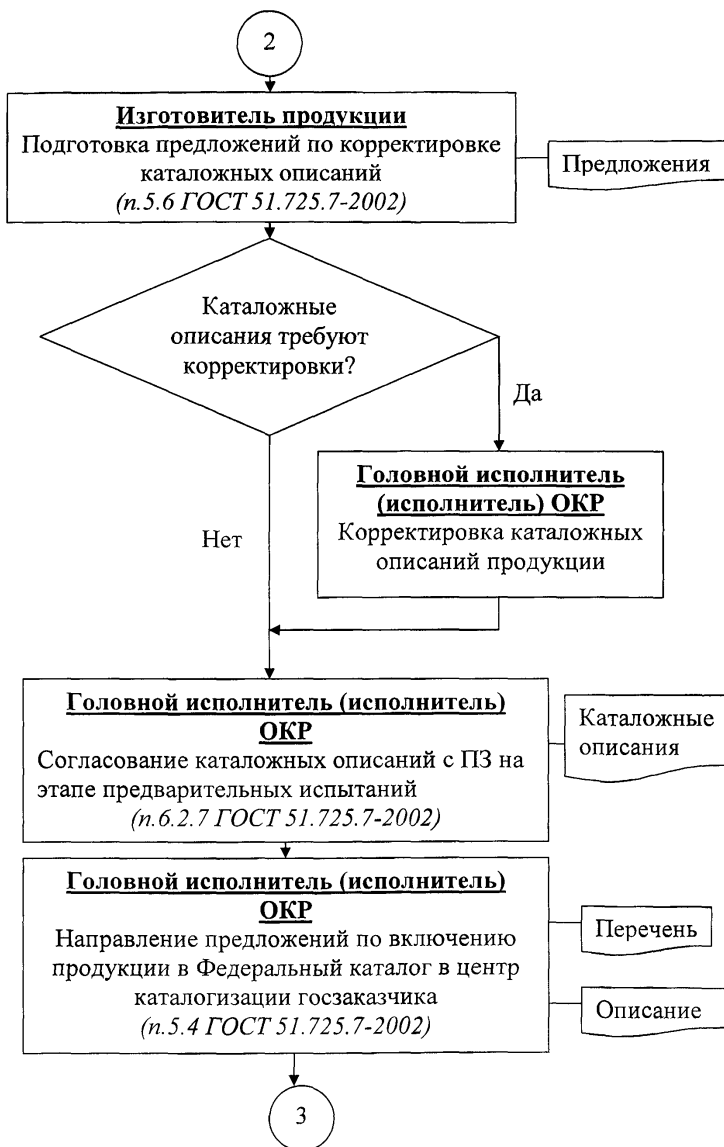 2
Изготовитель продукции
Подготовка предложений по корректировке
каталожных описаний
(п.5.6 ГОСТ 51.725.7-2002)
Предложения
Каталожные
описания требуют
корректировки?
Да
Головной исполнитель
(исполнитель) ОКР
Корректировка каталожных
описаний продукции
Нет
Головной исполнитель (исполнитель)
ОКР
Согласование каталожных описаний с ПЗ на
этапе предварительных испытаний
(п.6.2.7 ГОСТ 51.725.7-2002)
Каталожные
описания
Головной исполнитель (исполнитель)
ОКР
Направление предложений по включению
продукции в Федеральный каталог в центр
каталогизации госзаказчика
(п.5.4 ГОСТ 51.725.7-2002)
Перечень
Описание
3